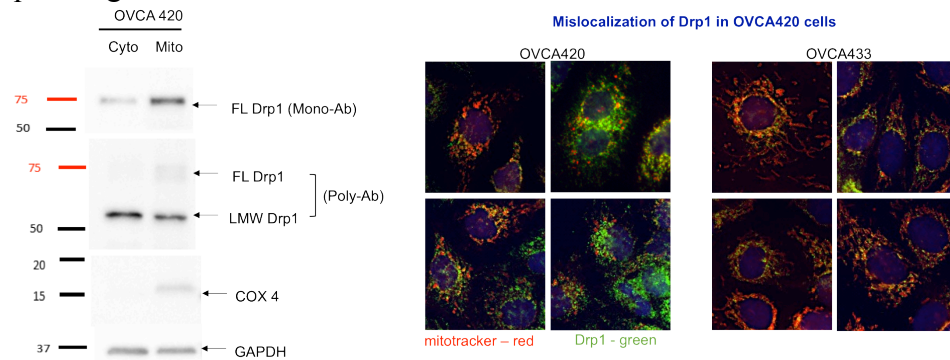 OVCA 420
Cyto Mito
75
FL Drp1 (Mono-Ab)
50
75
FL Drp1
(Poly-Ab)
LMW Drp1
50
20
15
COX 4
37
GAPDH
Mislocalization of Drp1 in OVCA420 cells
OVCA420
OVCA433
mitotracker – red
Drp1 - green